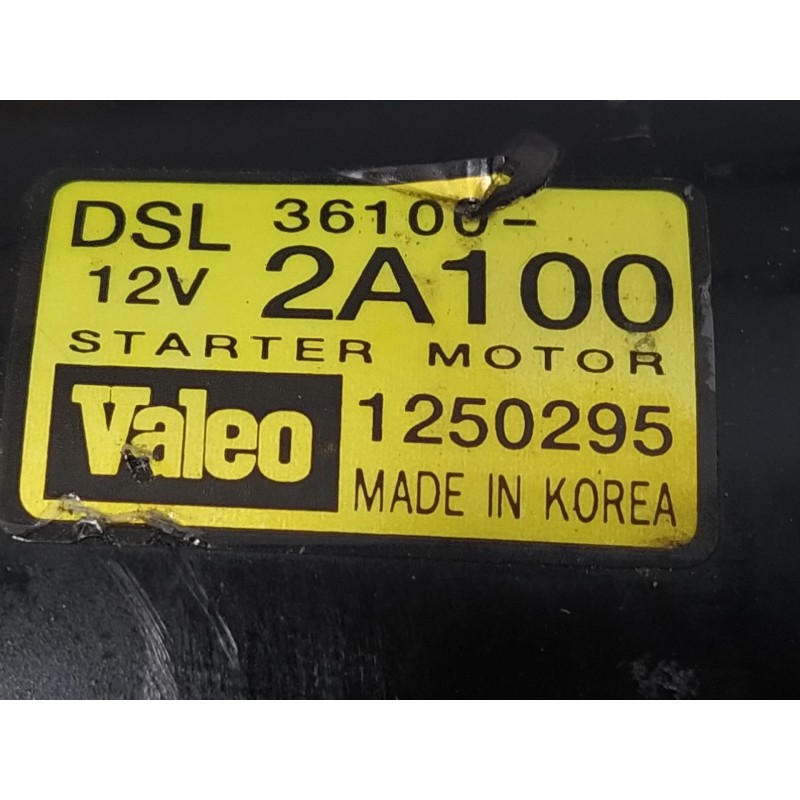 DSL 36100-
12V 2A100
STARTER MOTOR
Valeo 1250295
MADE IN KOREA